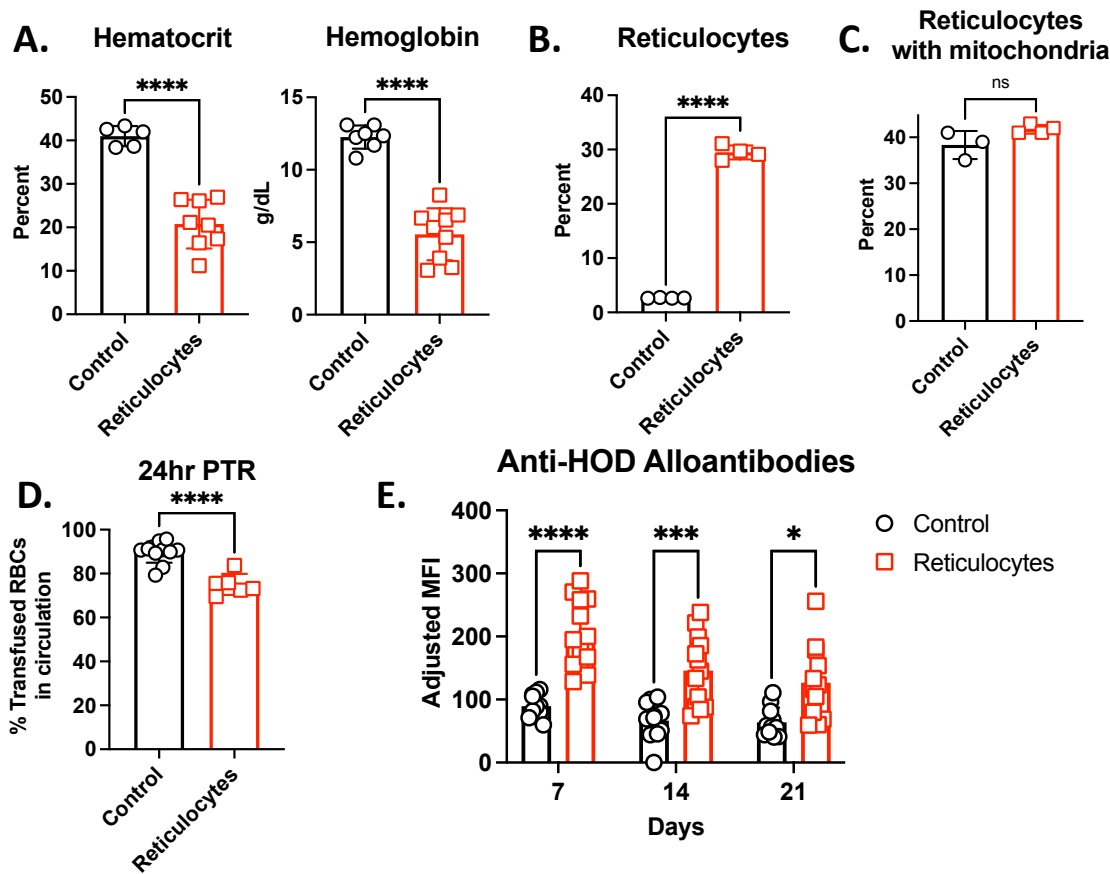 A.
Hematocrit
****
Percent
50
40
30
20
10
0
Control
Reticulocytes
Hemoglobin
****
g/dL
15
10
5
0
Control
Reticulocytes
B.
Reticulocytes
****
Percent
40
30
20
10
0
Control
Reticulocytes
C.
Reticulocytes
with mitochondria
ns
Percent
40
30
20
10
0
Control
Reticulocytes
D.
24hr PTR
****
% Transfused RBCs
in circulation
100
80
60
40
20
0
Control
Reticulocytes
E.
Anti-HOD Alloantibodies
****
***
*
Adjusted MFI
400
300
200
100
0
7
14
21
Days
Control
Reticulocytes